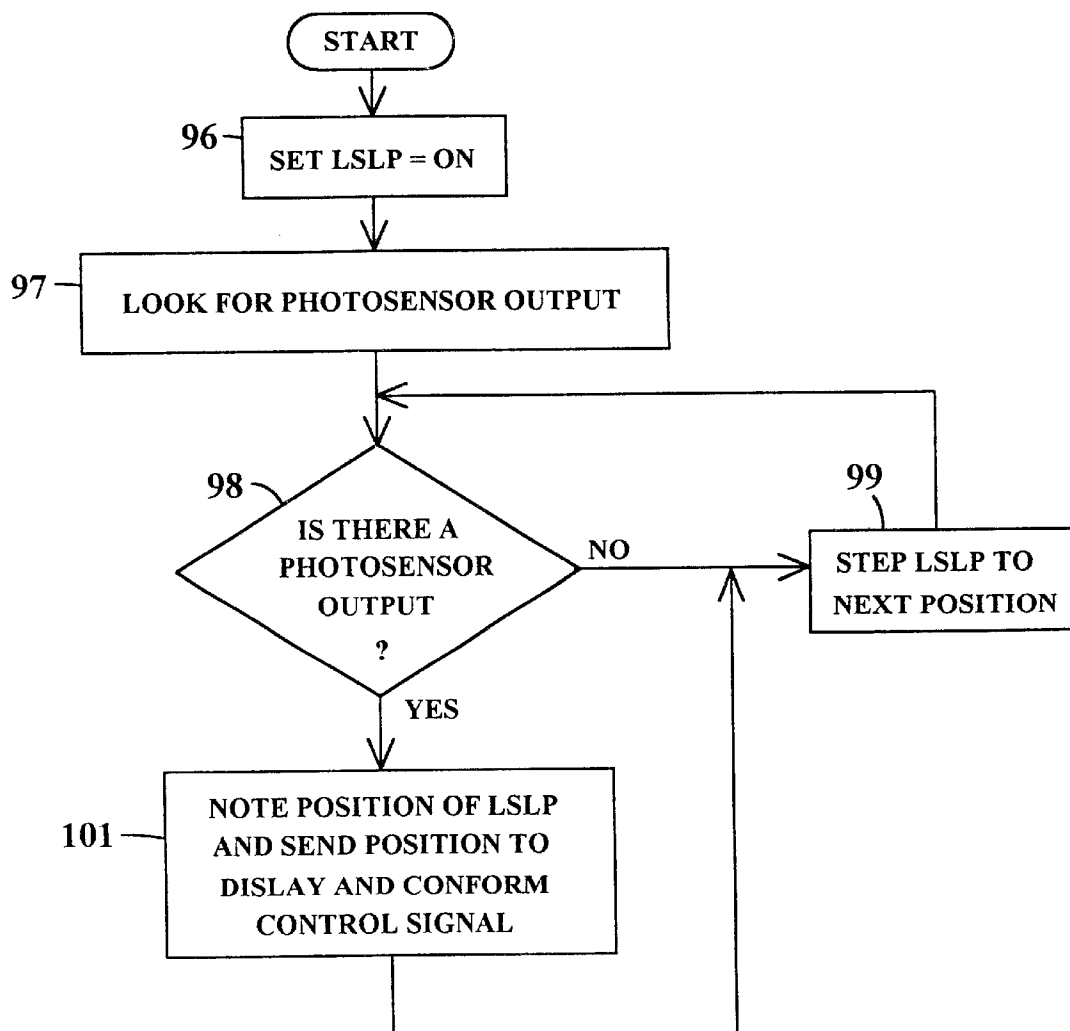 START
96
SET LSLP = ON
97
LOOK FOR PHOTOSENSOR OUTPUT
98
IS THERE A
PHOTOSENSOR
OUTPUT
?
NO
99
STEP LSLP TO
NEXT POSITION
YES
101
NOTE POSITION OF LSLP
AND SEND POSITION TO
DISLAY AND CONFORM
CONTROL SIGNAL